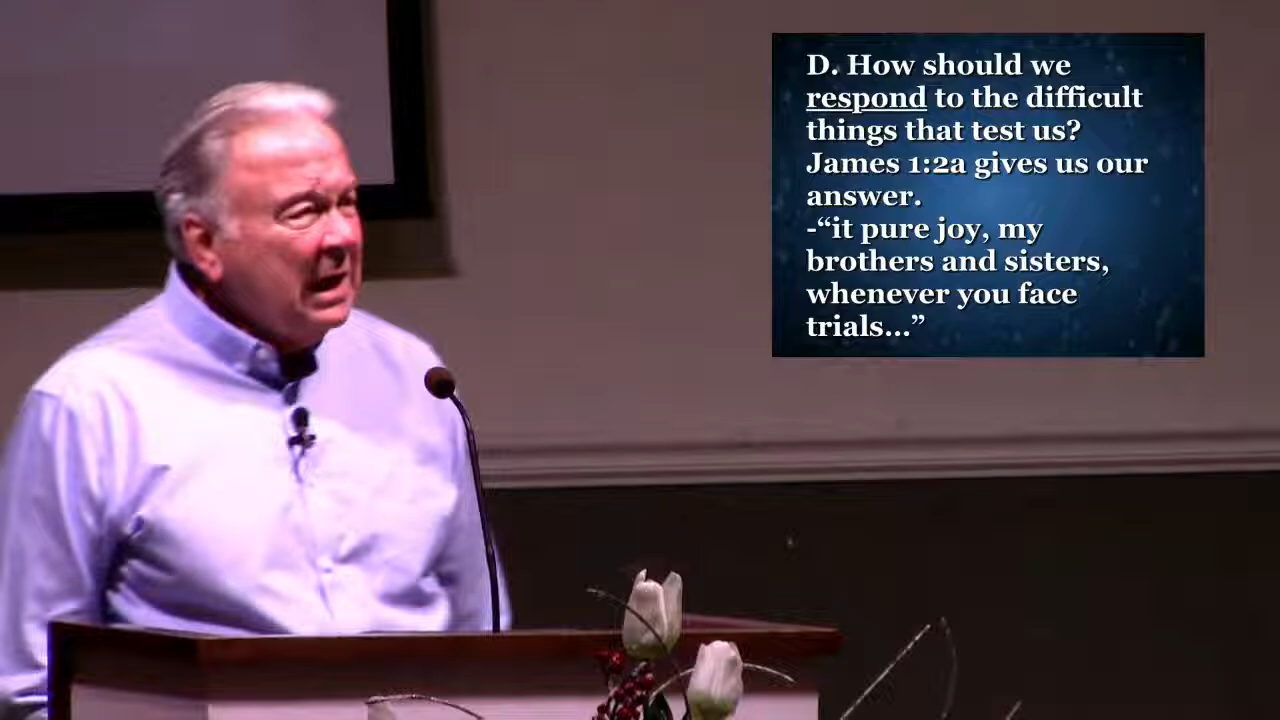 D. How should we
respond to the difficult
things that test us?
James 1:2a gives us our
answer.
-“it pure joy, my
brothers and sisters,
whenever you face
trials...”